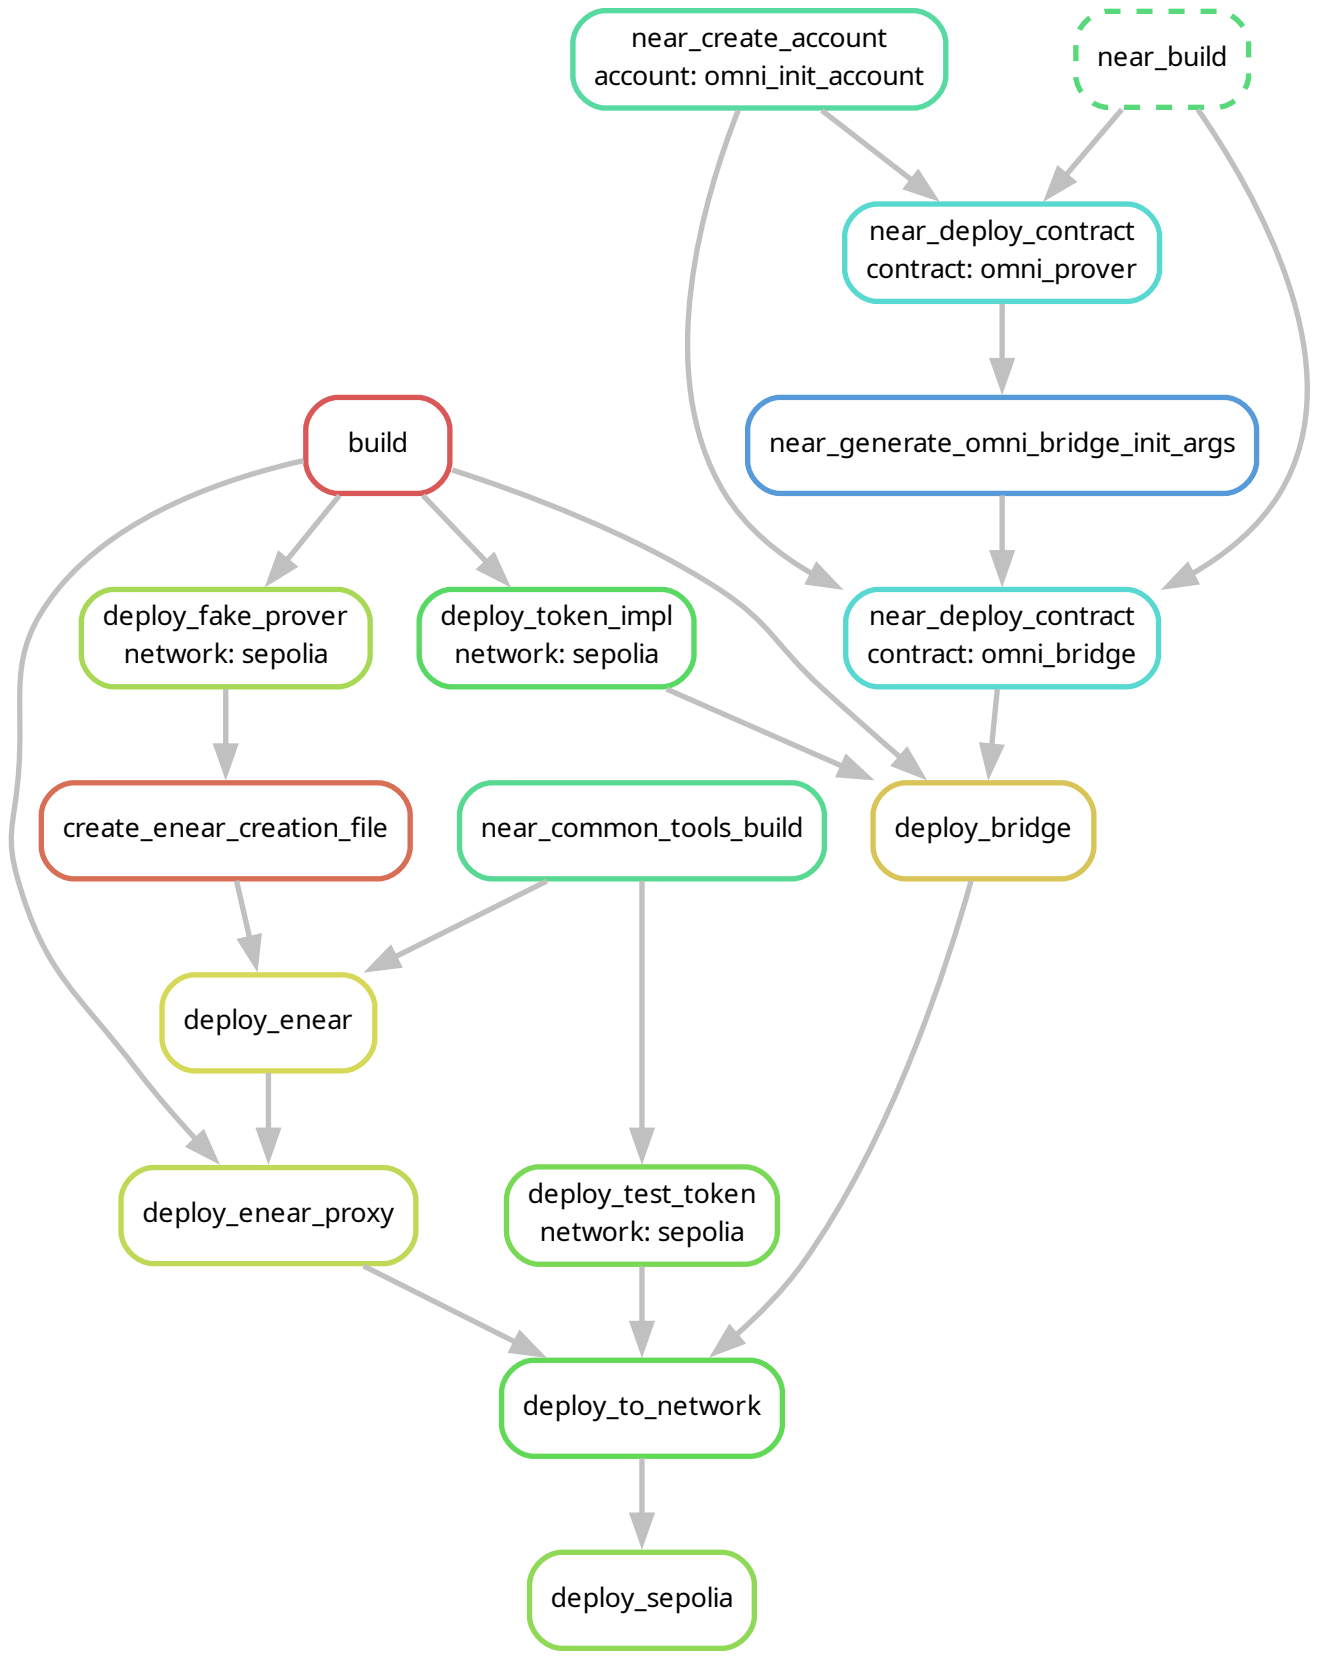 near_create_account
account: omni_init_account
near_build
near_deploy_contract
contract: omni_prover
build
near_generate_omni_bridge_init_args
deploy_fake_prover
network: sepolia
deploy_token_impl
network: sepolia
near_deploy_contract
contract: omni_bridge
create_enear_creation_file
near_common_tools_build
deploy_bridge
deploy_enear
deploy_enear_proxy
deploy_test_token
network: sepolia
deploy_to_network
deploy_sepolia